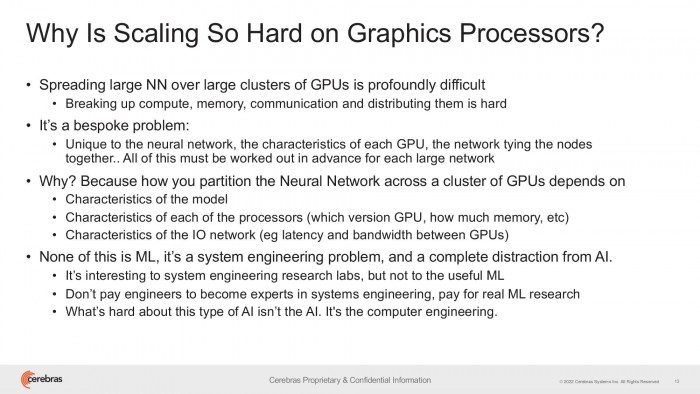 Why Is Scaling So Hard on Graphics Processors?
• Spreading large NN over large clusters of GPUs is profoundly difficult
• Breaking up compute, memory, communication and distributing them is hard
• It's a bespoke problem:
• Unique to the neural network, the characteristics of each GPU, the network tying the nodes
together.. All of this must be worked out in advance for each large network
• Why? Because how you partition the Neural Network across a cluster of GPUs depends on
• Characteristics of the model
• Characteristics of each of the processors (which version GPU, how much memory, etc)
• Characteristics of the IO network (eg latency and bandwidth between GPUs)
• None of this is ML, it's a system engineering problem, and a complete distraction from AI.
• It's interesting to system engineering research labs, but not to the useful ML
• Don't pay engineers to become experts in systems engineering, pay for real ML research
• What's hard about this type of AI isn't the AI. It's the computer engineering.
cerebras
Cerebras Proprietary & Confidential Information
© 2022 Cerebras Systems Inc. All Rights Reserved
13